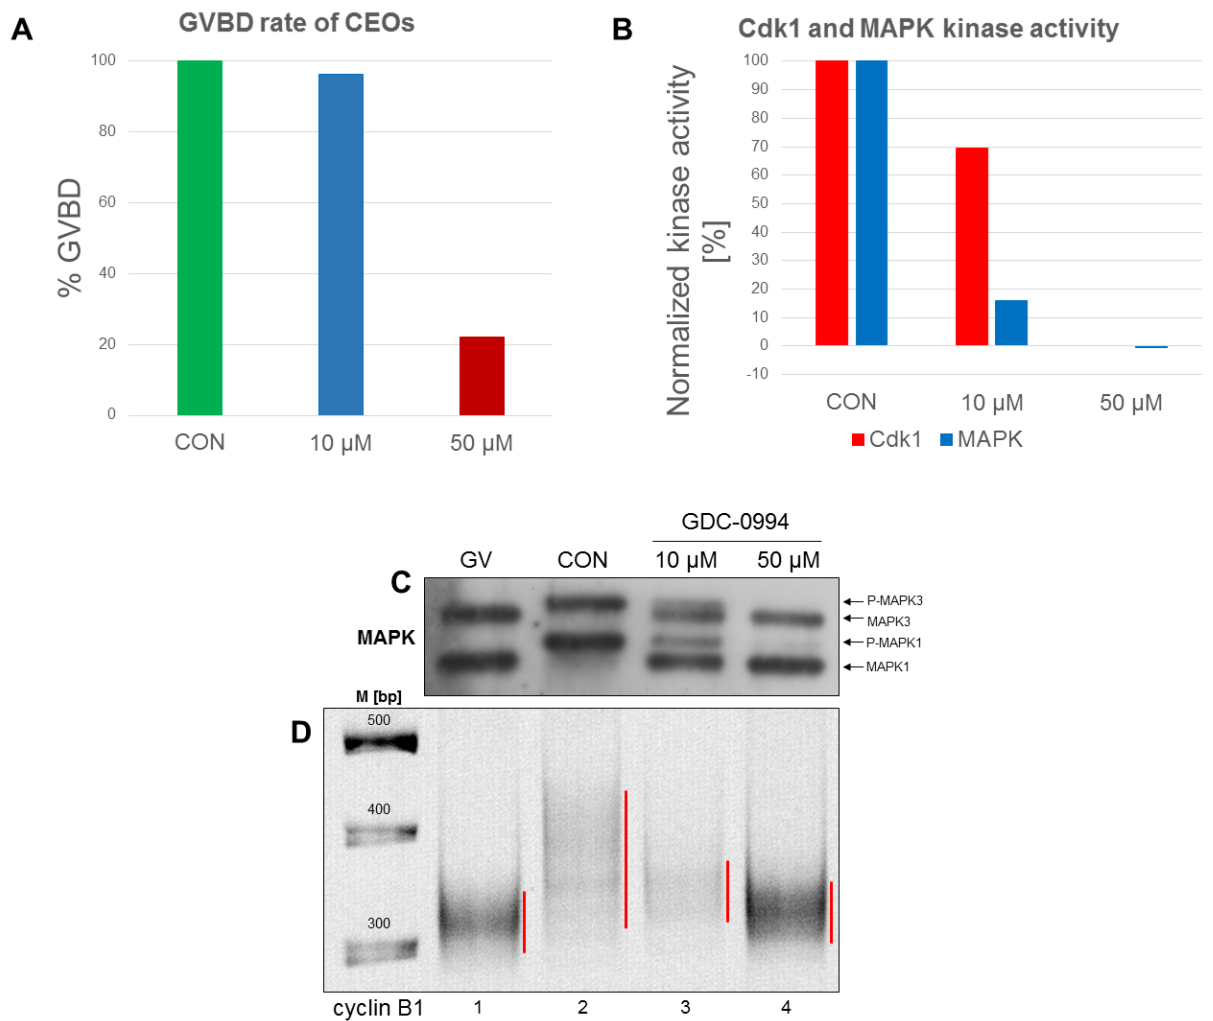 A
GVBD rate of CEOs
% GVBD
100
80
60
40
20
0
CON 10 µM 50 µM
B
Cdk1 and MAPK kinase activity
Normalized kinase activity
[%]
100
90
80
70
60
50
40
30
20
10
0
-10
CON 10 µM 50 µM
Cdk1 MAPK
GDC-0994
GV CON 10 µM 50 µM
C
MAPK
P-MAPK3
MAPK3
P-MAPK1
MAPK1
M [bp]
D
500
400
300
cyclin B1 1 2 3 4